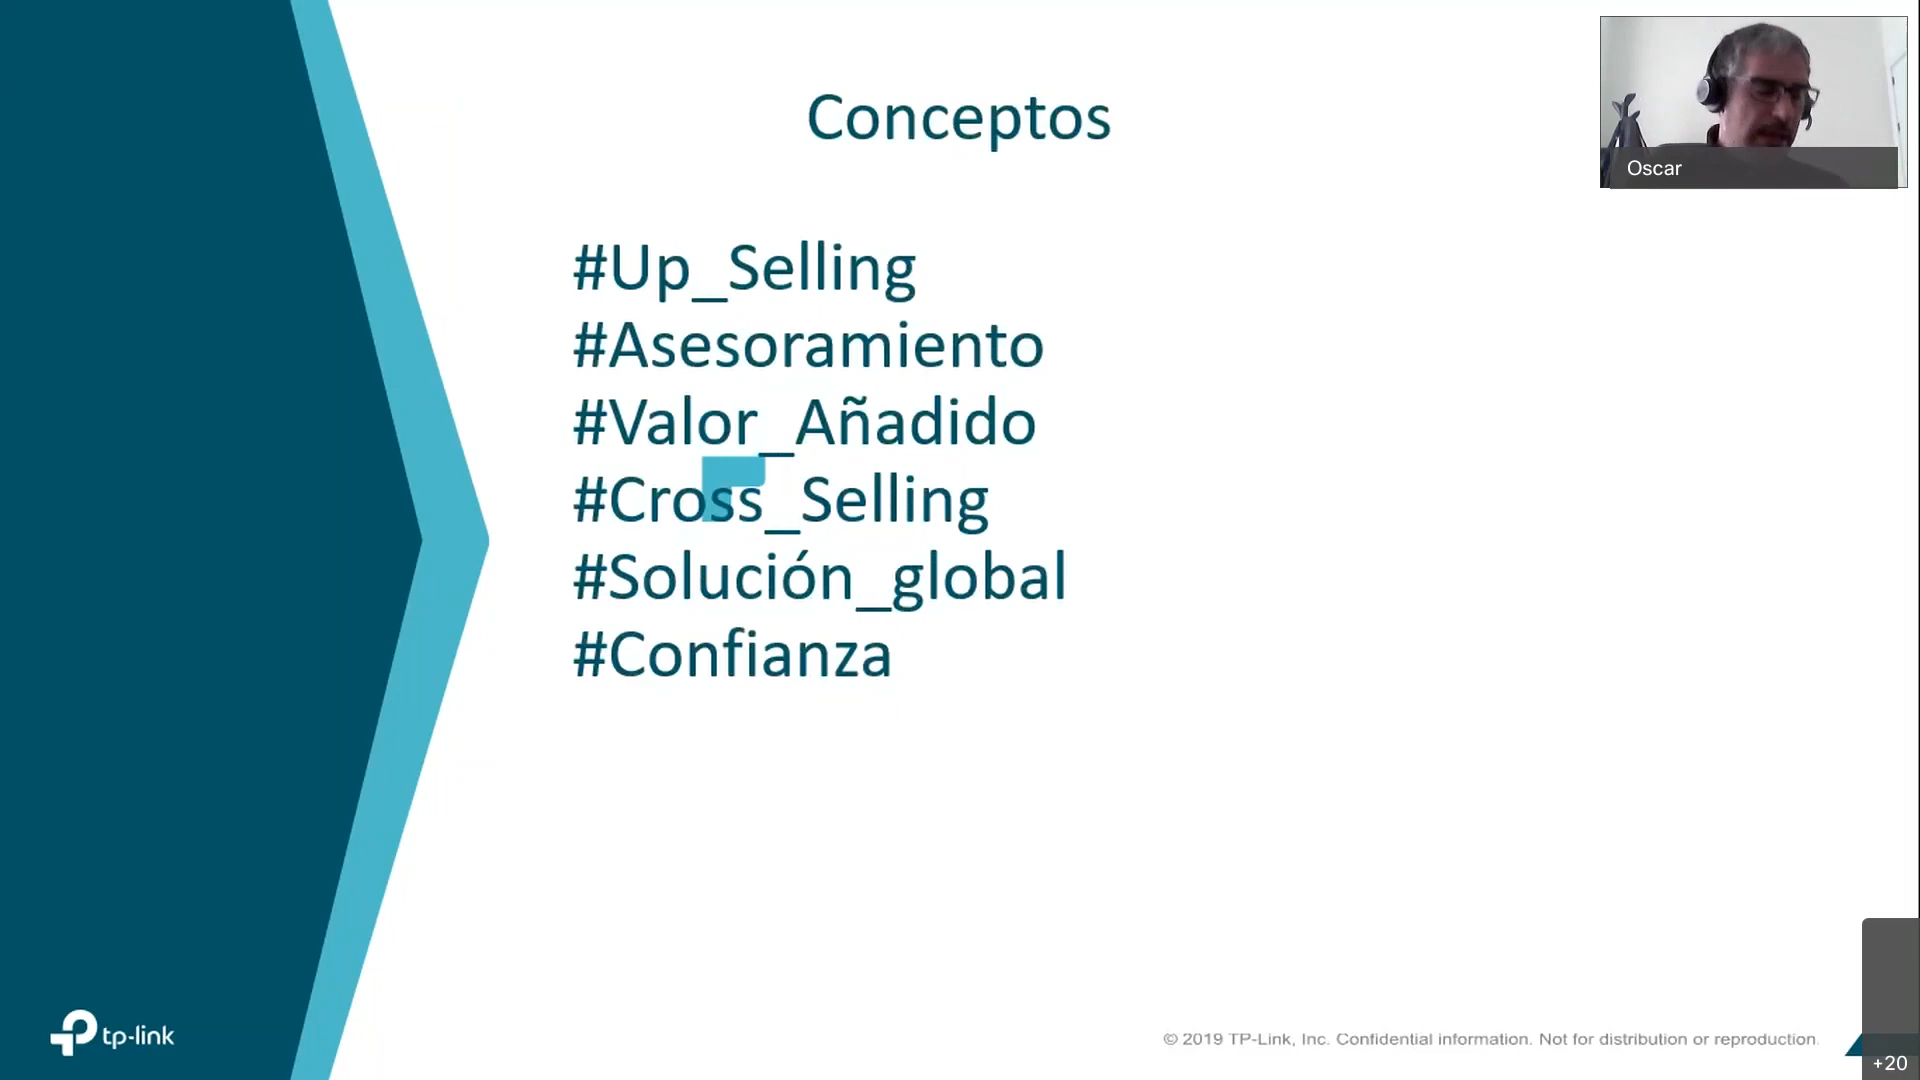 Conceptos
Oscar
#Up_Selling
#Asesoramiento
#Valor_Añadido
#Cross_Selling
#Solución_global
#Confianza
tp-link
© 2019 TP-Link, Inc. Confidential information. Not for distribution or reproduction.
+20